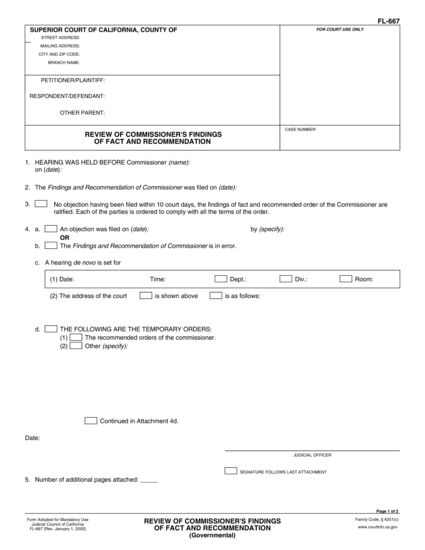 FL-667
SUPERIOR COURT OF CALIFORNIA, COUNTY OF
STREET ADDRESS:
MAILING ADDRESS:
CITY AND ZIP CODE:
BRANCH NAME:
FOR COURT USE ONLY
PETITIONER/PLAINTIFF:
RESPONDENT/DEFENDANT:
OTHER PARENT:
REVIEW OF COMMISSIONER'S FINDINGS
OF FACT AND RECOMMENDATION
CASE NUMBER:
1. HEARING WAS HELD BEFORE Commissioner (name):
on (date):
2. The Findings and Recommendation of Commissioner was filed on (date):
3. No objection having been filed within 10 court days, the findings of fact and recommended order of the Commissioner are
ratified. Each of the parties is ordered to comply with all the terms of the order.
4. a. An objection was filed on (date): by (specify):
OR
b. The Findings and Recommendation of Commissioner is in error.
c. A hearing de novo is set for
(1) Date: Time: Dept.: Div.: Room:
(2) The address of the court is shown above is as follows:
d. THE FOLLOWING ARE THE TEMPORARY ORDERS:
(1) The recommended orders of the commissioner.
(2) Other (specify):
Continued in Attachment 4d.
Date:
JUDICIAL OFFICER
SIGNATURE FOLLOWS LAST ATTACHMENT
5. Number of additional pages attached: _____
Page 1 of 2
Form Adopted for Mandatory Use
Judicial Council of California
FL-667 [Rev. January 1, 2003]
REVIEW OF COMMISSIONER'S FINDINGS
OF FACT AND RECOMMENDATION
(Governmental)
Family Code, § 4251(c)
www.courtinfo.ca.gov